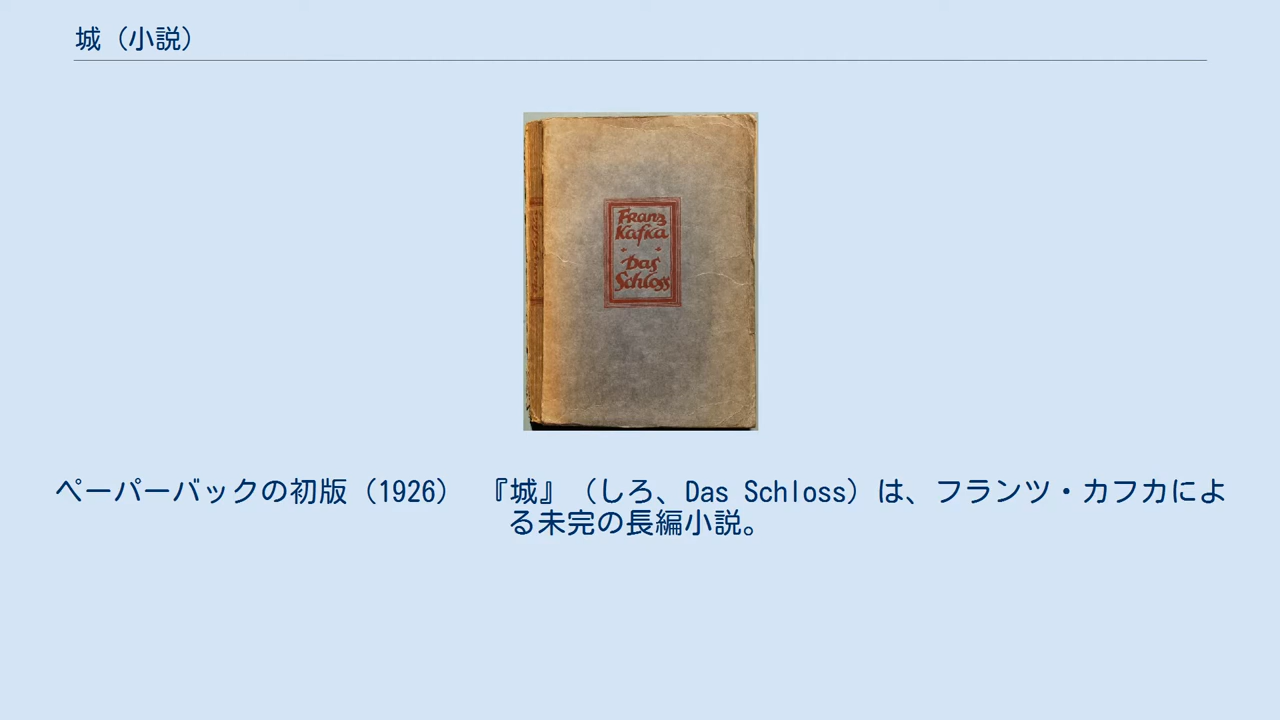 城（小説）
Franz
Kafka
Das
Schloss
ペーパーバックの初版（1926） 『城』（しろ、Das Schloss）は、フランツ・カフカによ
る未完の長編小説。